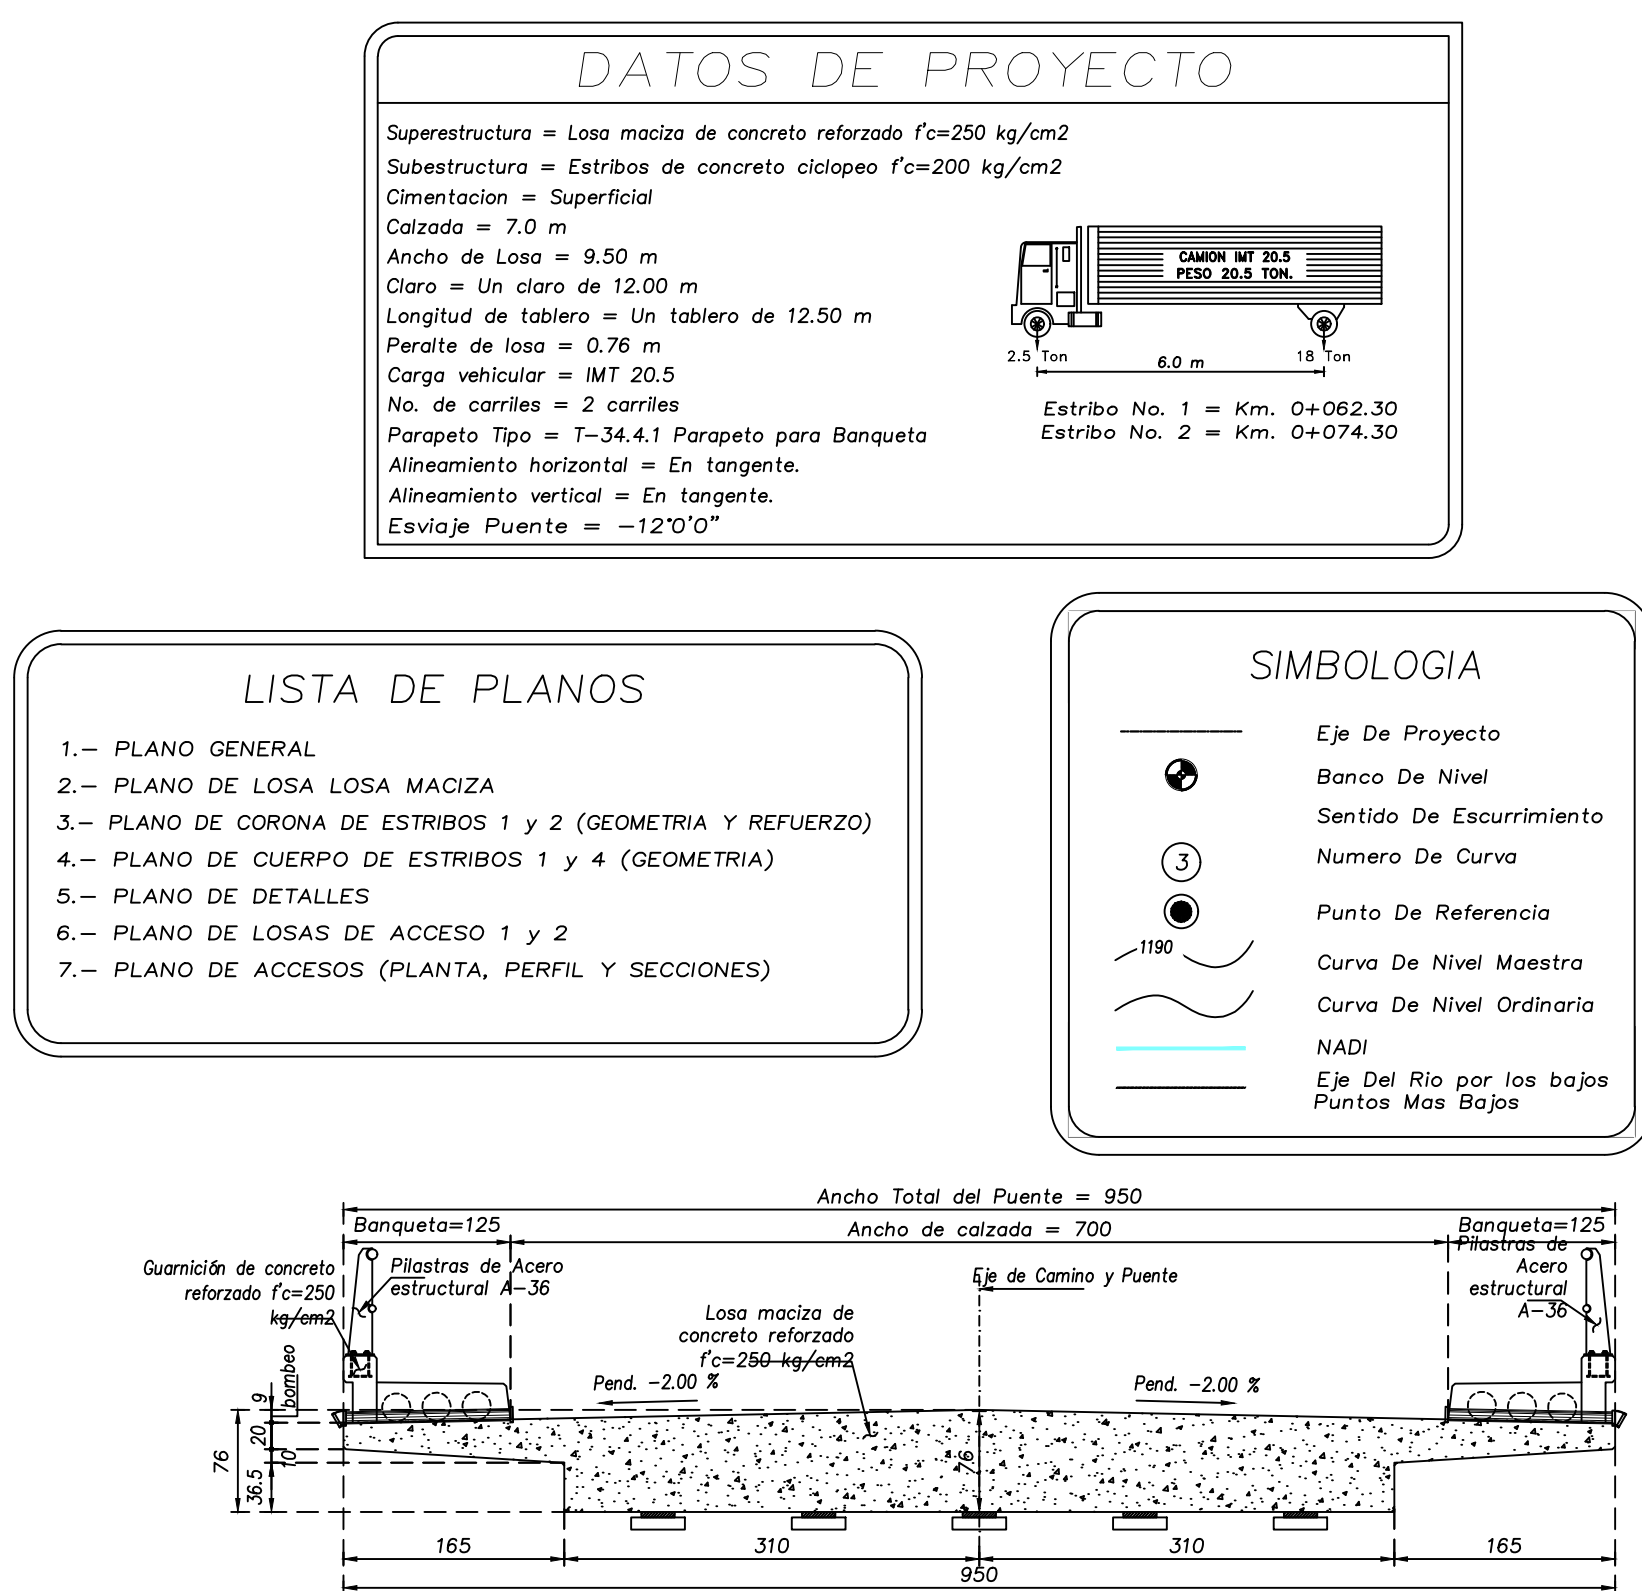 DATOS DE PROYECTO
Superestructura = Losa maciza de concreto reforzado f'c=250 kg/cm2
Subestructura = Estribos de concreto ciclopeo f'c=200 kg/cm2
Cimentacion = Superficial
Calzada = 7.0 m
Ancho de Losa = 9.50 m
Claro = Un claro de 12.00 m
Longitud de tablero = Un tablero de 12.50 m
Peralte de losa = 0.76 m
Carga vehicular = IMT 20.5
No. de carriles = 2 carriles
Parapeto Tipo = T-34.4.1 Parapeto para Banqueta
Alineamiento horizontal = En tangente.
Alineamiento vertical = En tangente.
Esviaje Puente = -12°0'0"
CAMION IMT 20.5
PESO 20.5 TON.
2.5 Ton
18 Ton
6.0 m
Estribo No. 1 = Km. 0+062.30
Estribo No. 2 = Km. 0+074.30
LISTA DE PLANOS
1.- PLANO GENERAL
2.- PLANO DE LOSA LOSA MACIZA
3.- PLANO DE CORONA DE ESTRIBOS 1 y 2 (GEOMETRIA Y REFUERZO)
4.- PLANO DE CUERPO DE ESTRIBOS 1 y 4 (GEOMETRIA)
5.- PLANO DE DETALLES
6.- PLANO DE LOSAS DE ACCESO 1 y 2
7.- PLANO DE ACCESOS (PLANTA, PERFIL Y SECCIONES)
SIMBOLOGIA
Eje De Proyecto
Banco De Nivel
Sentido De Escurrimiento
3
Numero De Curva
Punto De Referencia
1190
Curva De Nivel Maestra
Curva De Nivel Ordinaria
NADI
Eje Del Rio por los bajos
Puntos Mas Bajos
Ancho Total del Puente = 950
Banqueta=125
Ancho de calzada = 700
Banqueta=125
Guarnición de concreto
reforzado f'c=250
kg/cm2
Pilastras de Acero
estructural A-36
Eje de Camino y Puente
Pilastras de
Acero
estructural
A-36
Losa maciza de
concreto reforzado
f'c=250 kg/cm2
Pend. -2.00 %
Pend. -2.00 %
bombeo
9
20
10
36.5
76
76
165
310
310
165
950